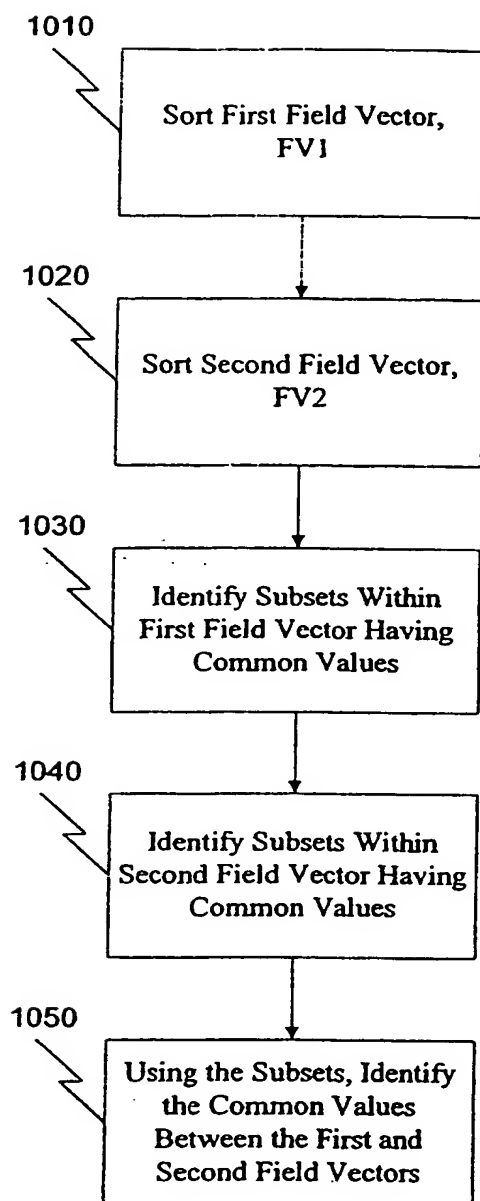 1010
Sort First Field Vector,
FV1
1020
Sort Second Field Vector,
FV2
1030
Identify Subsets Within
First Field Vector Having
Common Values
1040
Identify Subsets Within
Second Field Vector Having
Common Values
1050
Using the Subsets, Identify
the Common Values
Between the First and
Second Field Vectors